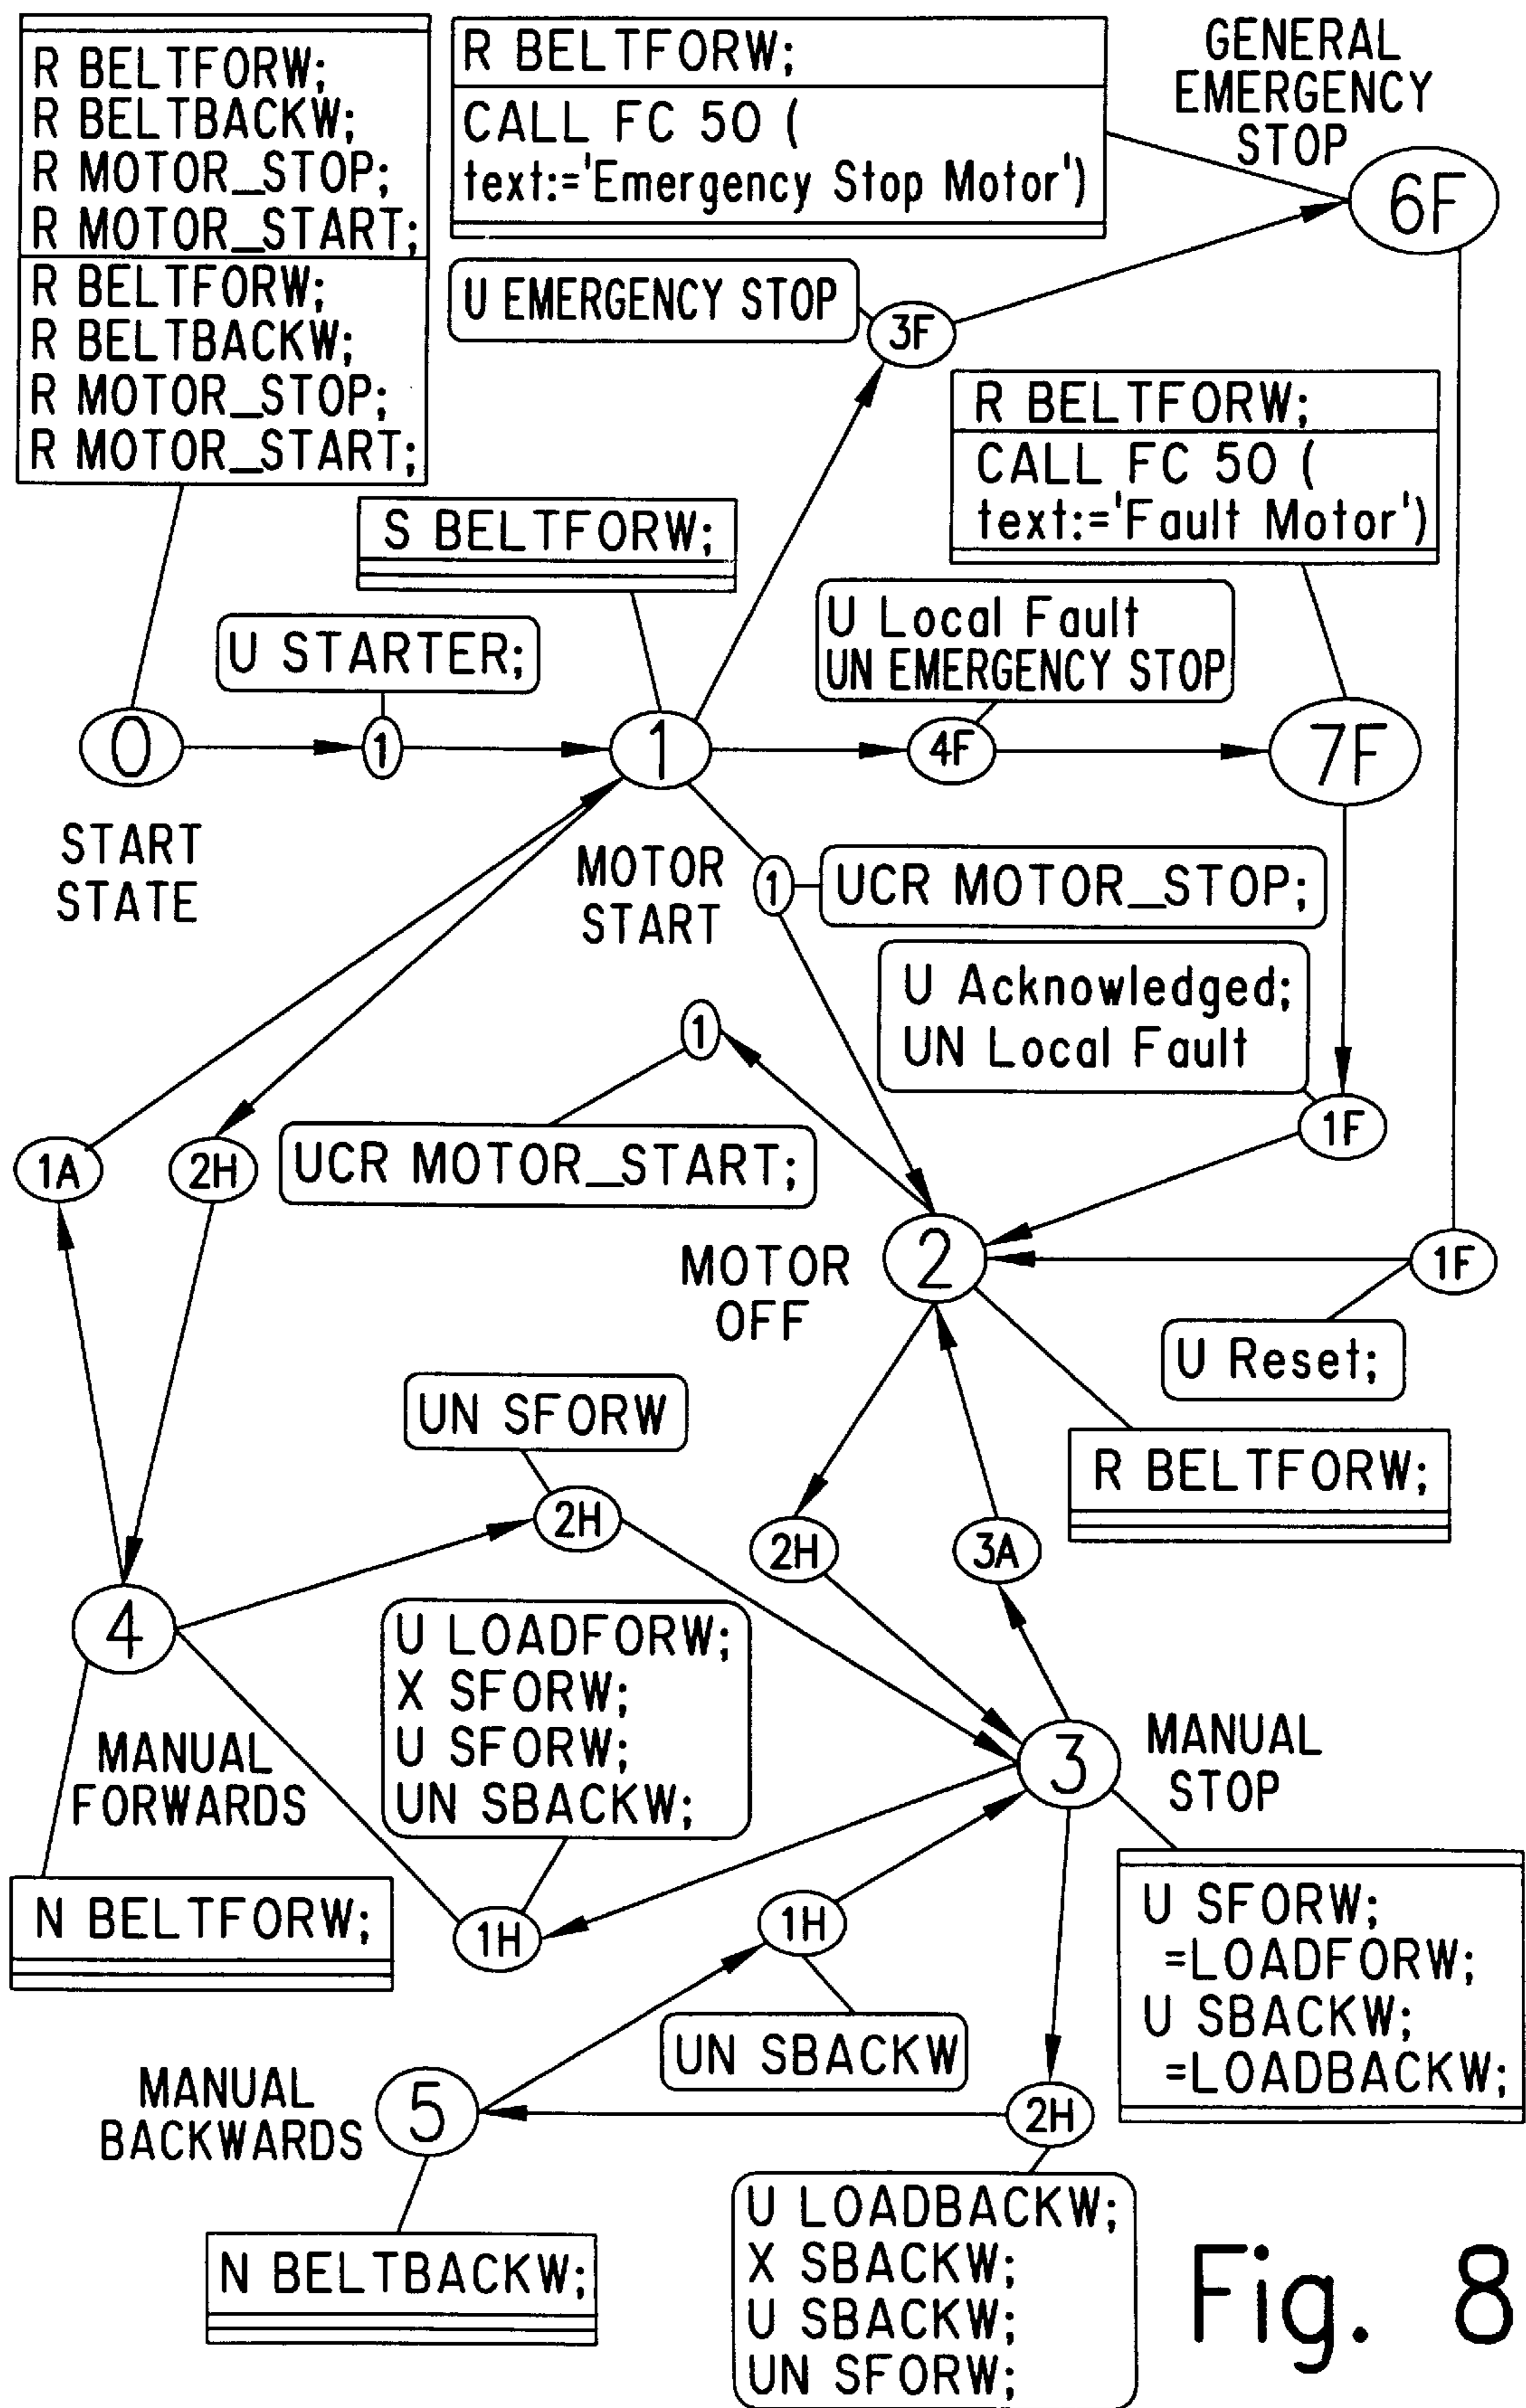 R BELTFORW;
R BELTBACKW;
R MOTOR_STOP;
R MOTOR_START;
R BELTFORW;
R BELTBACKW;
R MOTOR_STOP;
R MOTOR_START;
R BELTFORW;
CALL FC 50 (
text:='Emergency Stop Motor')
GENERAL
EMERGENCY
STOP
6F
U EMERGENCY STOP
3F
R BELTFORW;
CALL FC 50 (
text:='Fault Motor')
S BELTFORW;
U STARTER;
U Local Fault
UN EMERGENCY STOP
0
1
1
4F
7F
START
STATE
MOTOR
START
1
UCR MOTOR_STOP;
U Acknowledged;
UN Local Fault
1
1F
1A
2H
UCR MOTOR_START;
2
MOTOR
OFF
1F
U Reset;
UN SFORW
R BELTFORW;
2H
2H
3A
4
U LOADFORW;
X SFORW;
U SFORW;
UN SBACKW;
MANUAL
FORWARDS
3
MANUAL
STOP
N BELTFORW;
1H
1H
U SFORW;
=LOADFORW;
U SBACKW;
=LOADBACKW;
UN SBACKW
MANUAL
BACKWARDS
5
2H
N BELTBACKW;
U LOADBACKW;
X SBACKW;
U SBACKW;
UN SFORW;
Fig. 8